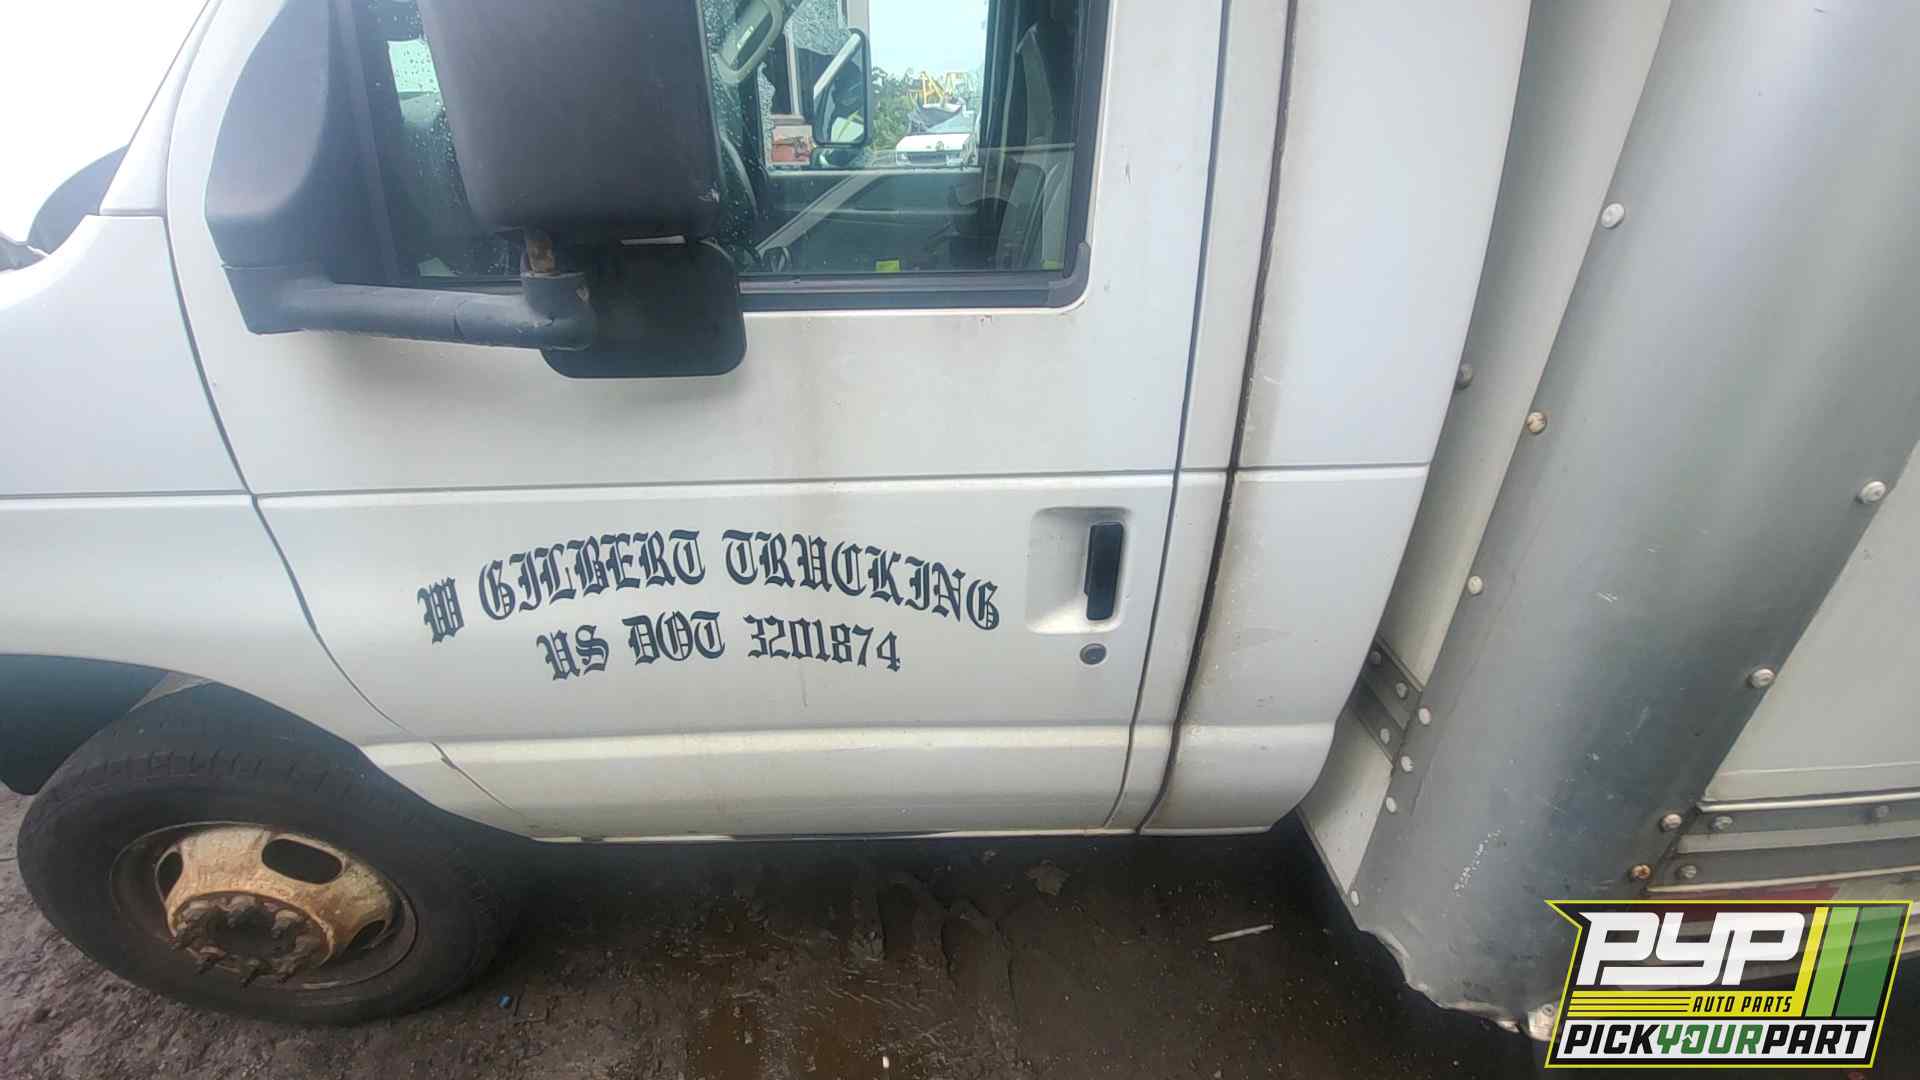 W GILBERT TRUCKING
US DOT 3201874
PYP
AUTO PARTS
PICKYOURPART